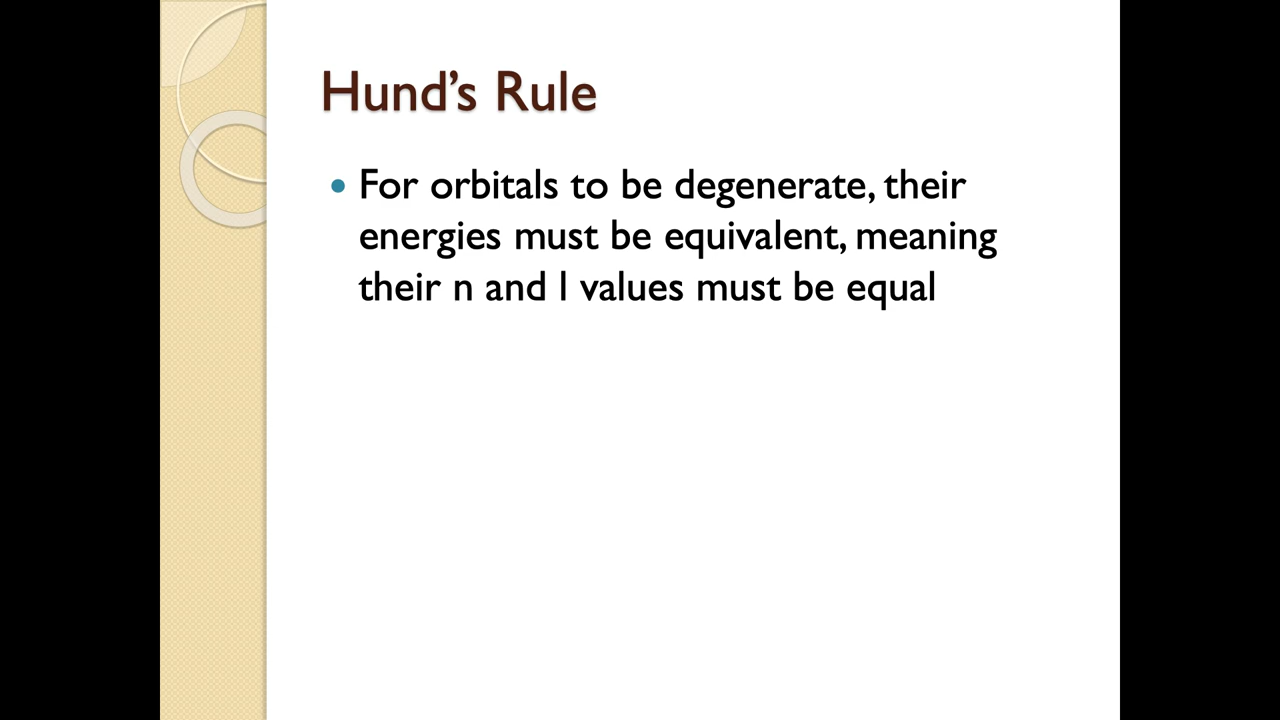 Hund’s Rule
• For orbitals to be degenerate, their
energies must be equivalent, meaning
their n and l values must be equal